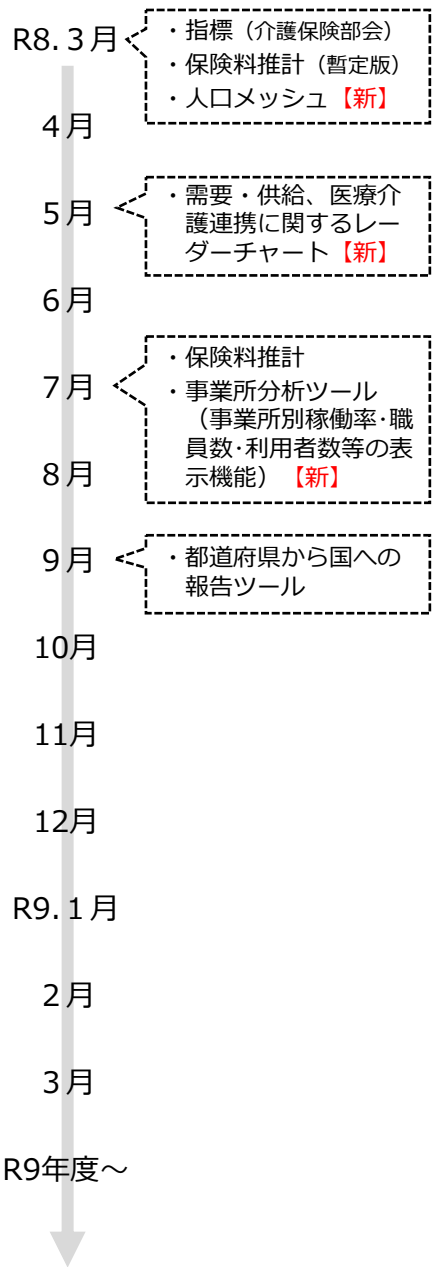 R8.３月
・指標（介護保険部会）
・保険料推計（暫定版）
・人口メッシュ【新】
４月
５月
・需要・供給、医療介
護連携に関するレー
ダーチャート【新】
６月
７月
・保険料推計
・事業所分析ツール
（事業所別稼働率･職
員数･利用者数等の表
示機能）【新】
８月
９月
・都道府県から国への
報告ツール
10月
11月
12月
R9.１月
２月
３月
R9年度～